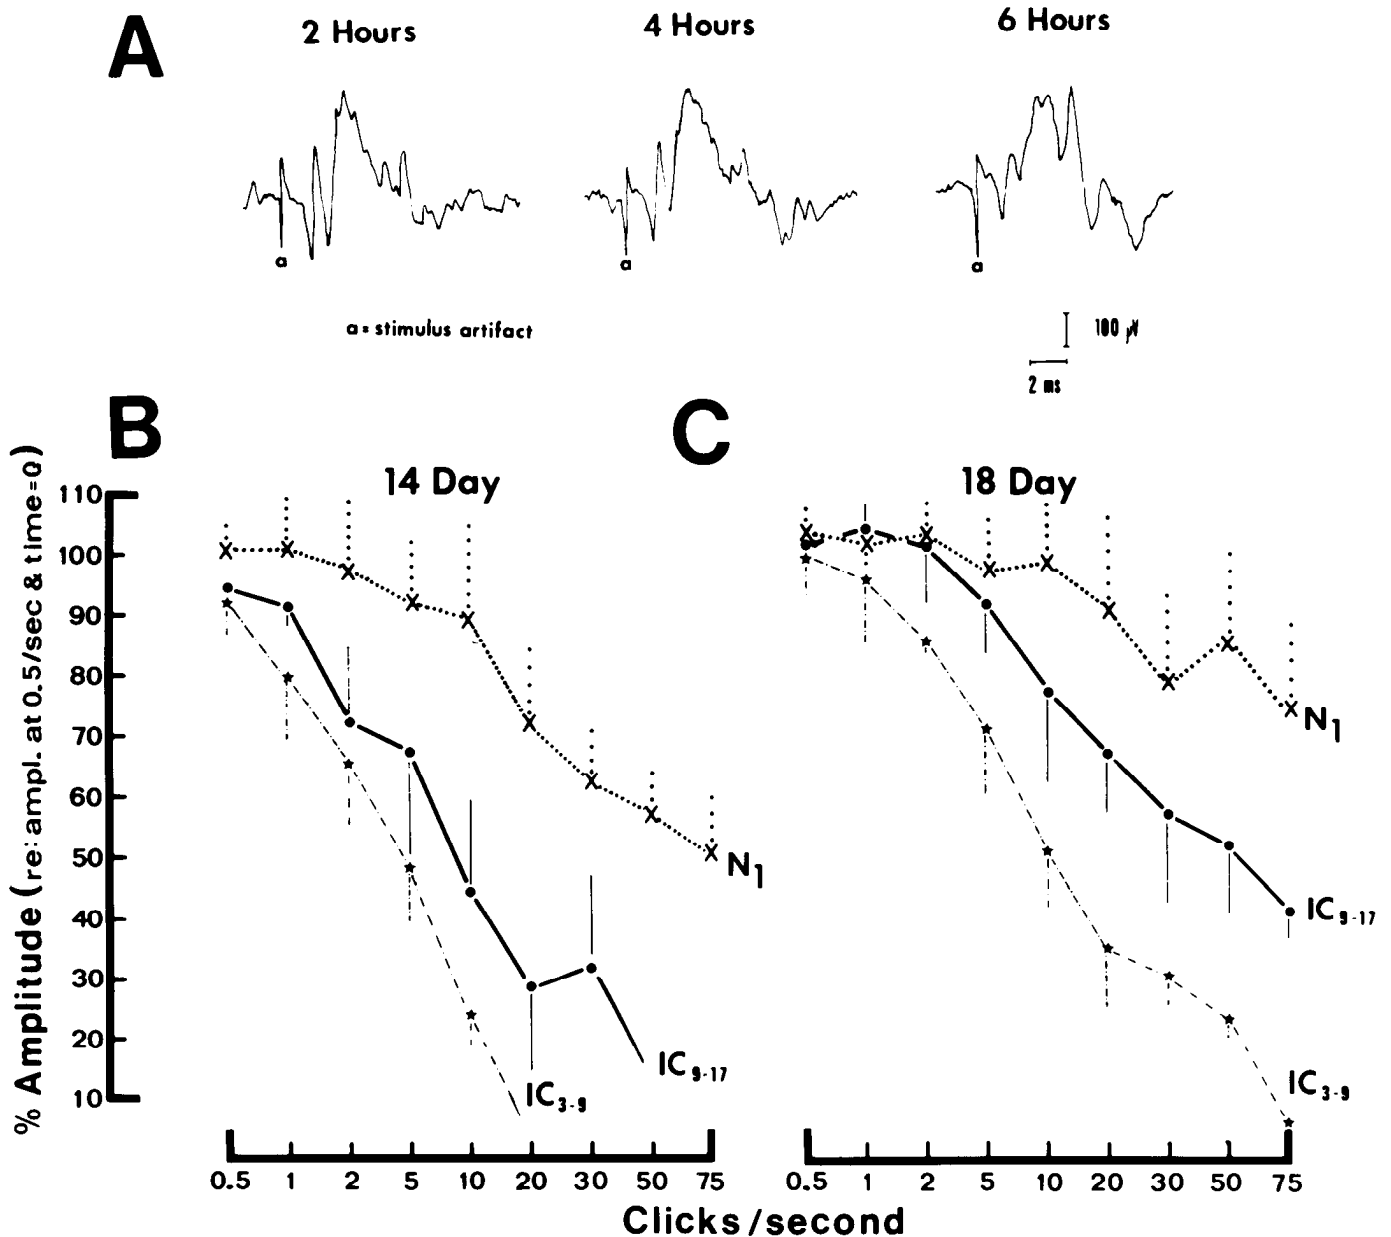 A
2 Hours
4 Hours
6 Hours
a
a
a
a = stimulus artifact
100 μV
2 ms
B
C
14 Day
18 Day
% Amplitude (re: ampl. at 0.5/sec & time=0)
110
100
90
80
70
60
50
40
30
20
10
N1
IC9-17
IC3-9
N1
IC9-17
IC3-9
0.5 1 2 5 10 20 30 50 75
0.5 1 2 5 10 20 30 50 75
Clicks/second